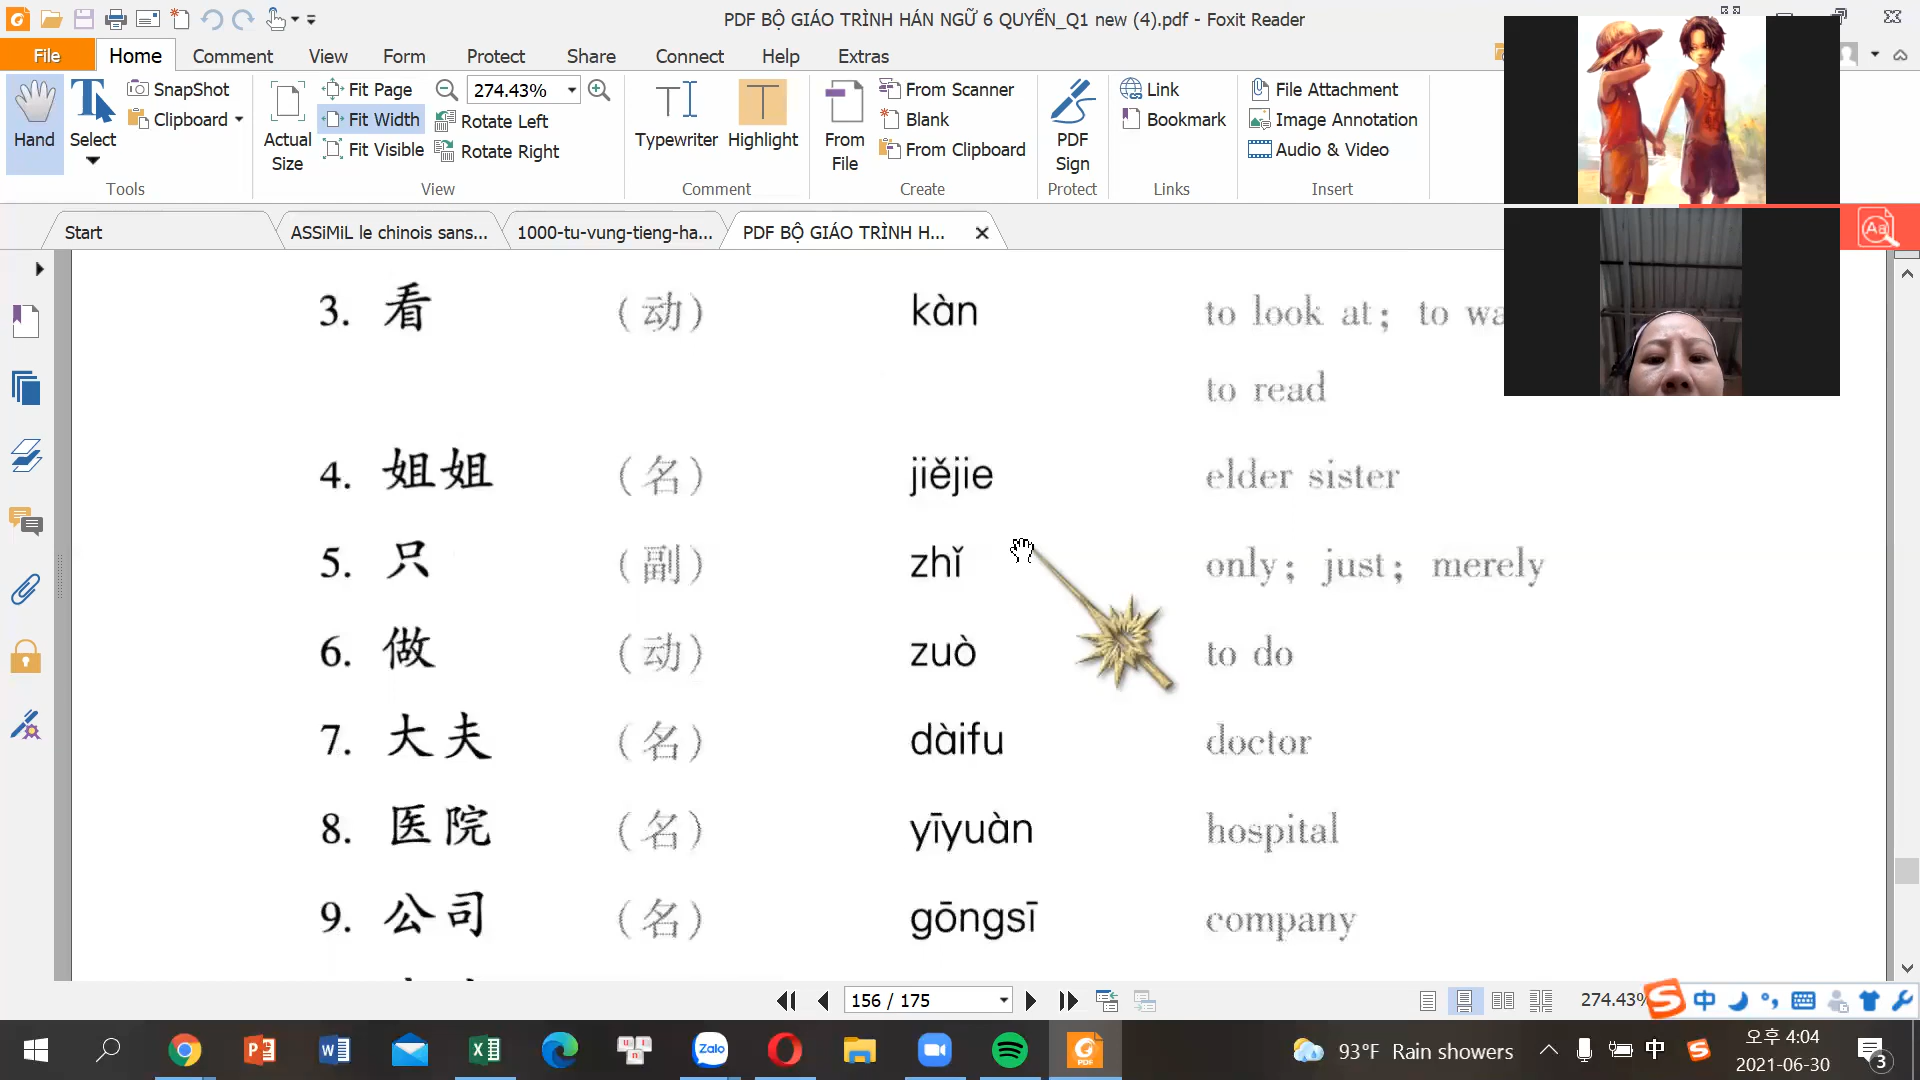 PDF BỘ GIÁO TRÌNH HÁN NGỮ 6 QUYỂN_Q1 new (4).pdf - Foxit Reader
File Home Comment View Form Protect Share Connect Help Extras
Hand
Select
SnapShot
Clipboard
Tools
Actual Size
Fit Page
Fit Width
Fit Visible
274.43%
Rotate Left
Rotate Right
View
Typewriter
Highlight
Comment
From File
From Scanner
Blank
From Clipboard
Create
PDF Sign
Protect
Link
Bookmark
Links
File Attachment
Image Annotation
Audio & Video
Insert
Start
ASSiMiL le chinois sans...
1000-tu-vung-tieng-ha...
PDF BỘ GIÁO TRÌNH H...
3. 看 (动) kàn to look at; to wa
to read
4. 姐姐 (名) jiějie elder sister
5. 只 (副) zhǐ only; just; merely
6. 做 (动) zuò to do
7. 大夫 (名) dàifu doctor
8. 医院 (名) yīyuàn hospital
9. 公司 (名) gōngsī company
156 / 175
274.43%
中
Zalo
93°F Rain showers
中
오후 4:04
2021-06-30
3